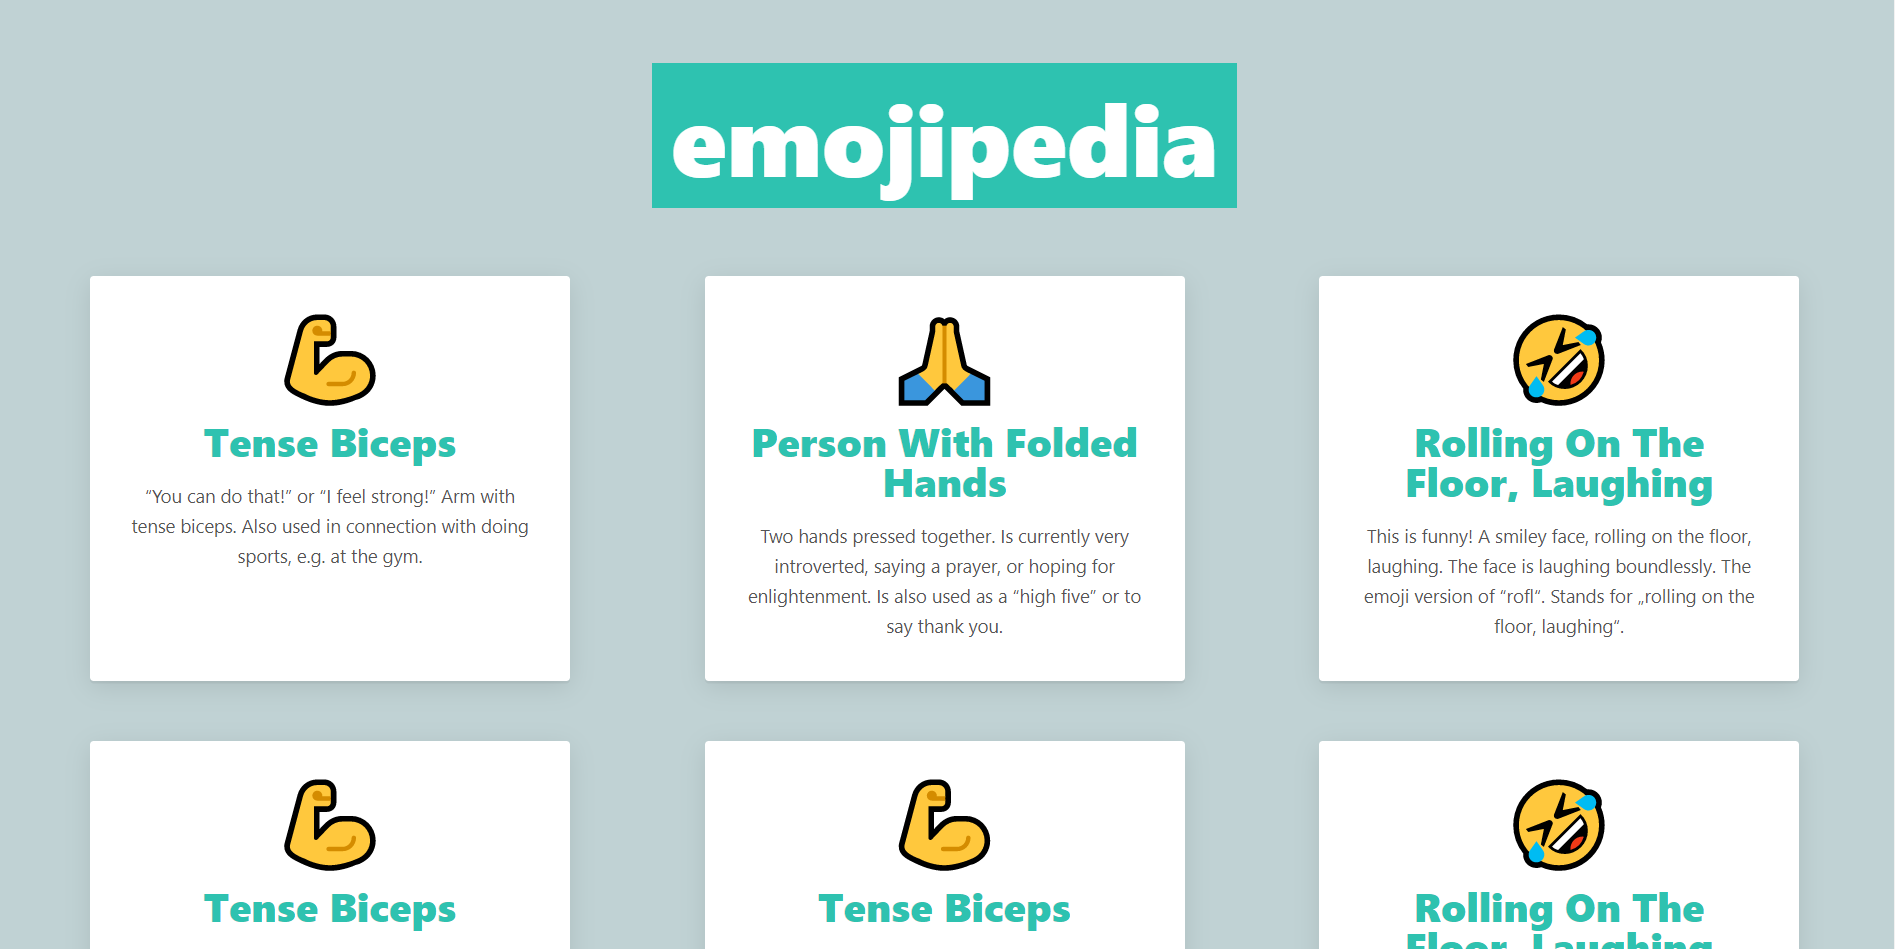 emojipedia
Tense Biceps
“You can do that!” or “I feel strong!” Arm with
tense biceps. Also used in connection with doing
sports, e.g. at the gym.
Person With Folded
Hands
Two hands pressed together. Is currently very
introverted, saying a prayer, or hoping for
enlightenment. Is also used as a “high five” or to
say thank you.
Rolling On The
Floor, Laughing
This is funny! A smiley face, rolling on the floor,
laughing. The face is laughing boundlessly. The
emoji version of “rofl“. Stands for „rolling on the
floor, laughing“.
Tense Biceps
Tense Biceps
Rolling On The
Floor, Laughing